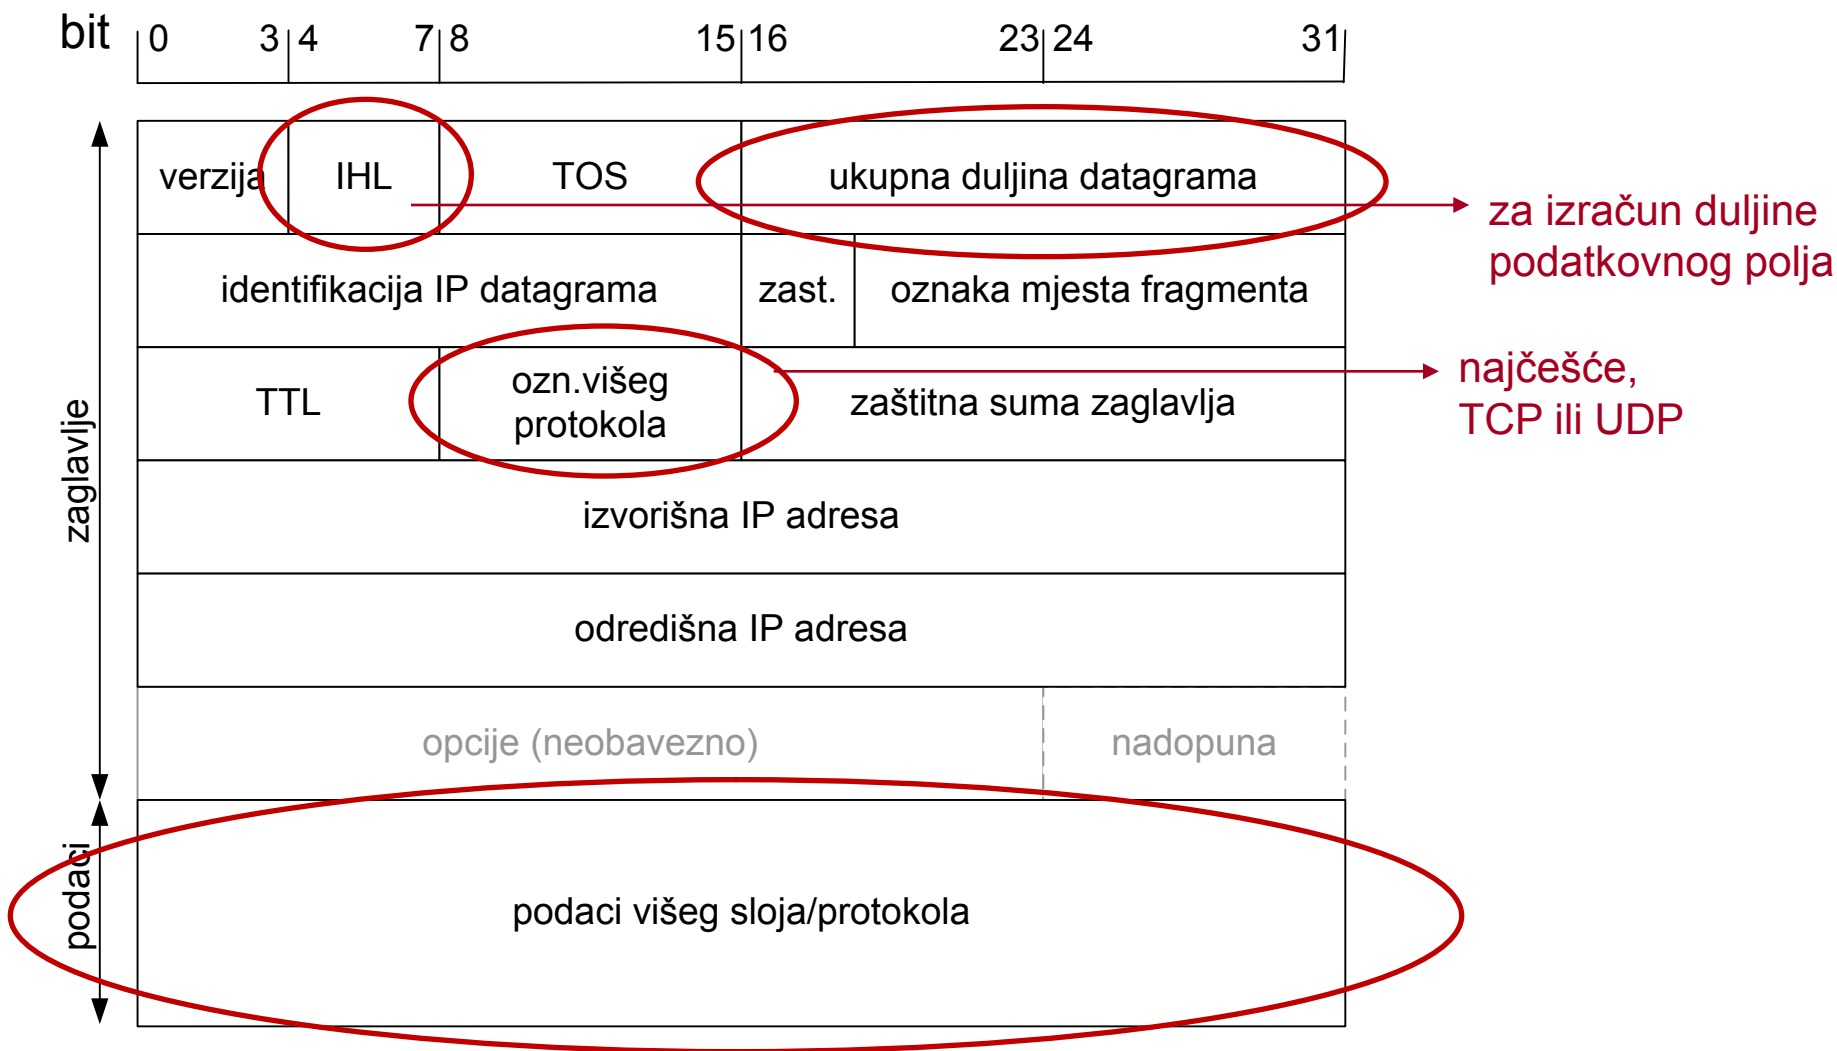 bit 0 3 4 7 8 15 16 23 24 31
verzija IHL TOS ukupna duljina datagrama
za izračun duljine
podatkovnog polja
identifikacija IP datagrama zast. oznaka mjesta fragmenta
TTL ozn.višeg
protokola zaštitna suma zaglavlja
najčešće,
TCP ili UDP
izvorišna IP adresa
odredišna IP adresa
opcije (neobavezno) nadopuna
zaglavlje
podaci višeg sloja/protokola
podaci